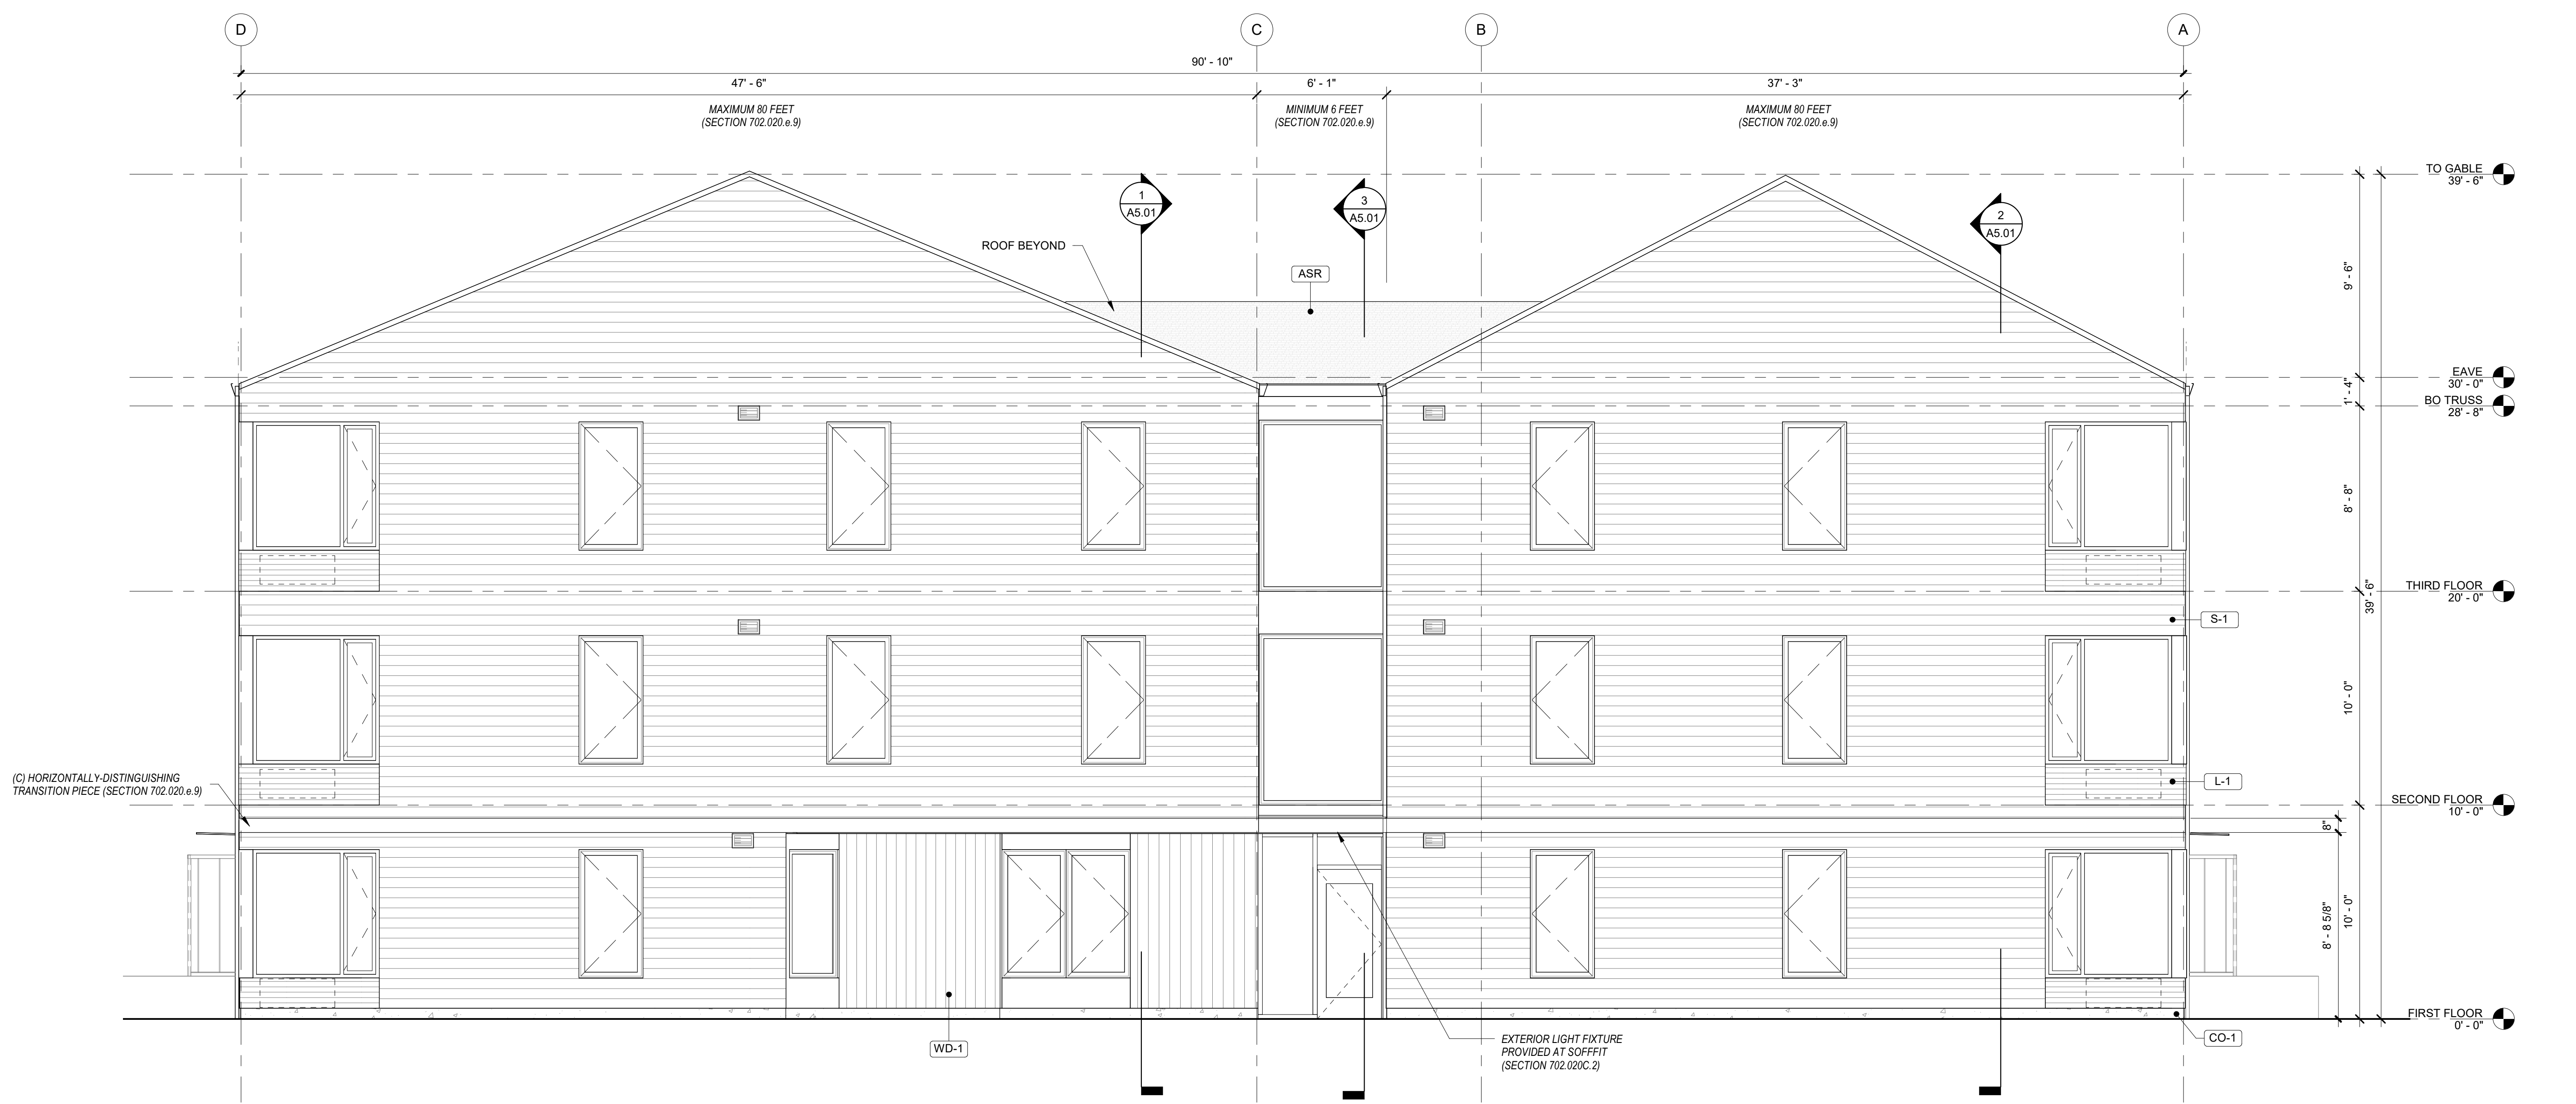 D
C
B
A
90' - 10"
47' - 6"
6' - 1"
37' - 3"
MAXIMUM 80 FEET
(SECTION 702.020.e.9)
MINIMUM 6 FEET
(SECTION 702.020.e.9)
MAXIMUM 80 FEET
(SECTION 702.020.e.9)
TO GABLE
39' - 6"
1
A5.01
3
A5.01
2
A5.01
ROOF BEYOND
ASR
9' - 6"
EAVE
30' - 0"
1' - 4"
BO TRUSS
28' - 8"
8' - 8"
THIRD FLOOR
20' - 0"
39' - 6"
S-1
10' - 0"
(C) HORIZONTALLY-DISTINGUISHING
TRANSITION PIECE (SECTION 702.020.e.9)
L-1
SECOND FLOOR
10' - 0"
8"
8' - 8 5/8"
10' - 0"
FIRST FLOOR
0' - 0"
WD-1
EXTERIOR LIGHT FIXTURE
PROVIDED AT SOFFFIT
(SECTION 702.020C.2)
CO-1